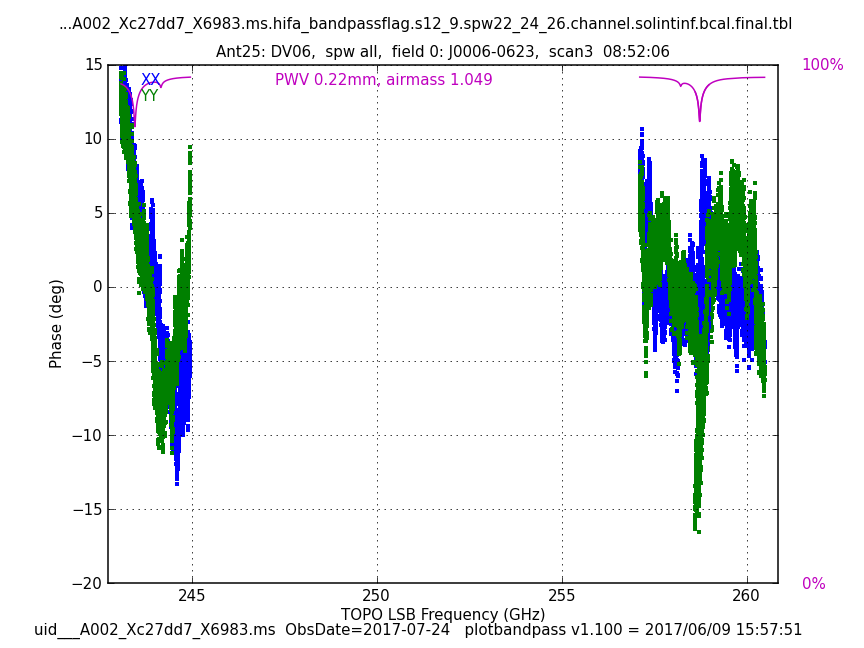 ...A002_Xc27dd7_X6983.ms.hifa_bandpassflag.s12_9.spw22_24_26.channel.solintinf.bcal.final.tbl
Ant25: DV06,  spw all,  field 0: J0006-0623,  scan3  08:52:06
15
XX
PWV 0.22mm, airmass 1.049
100%
YY
10
5
0
Phase (deg)
−5
−10
−15
−20
0%
245
250
255
260
TOPO LSB Frequency (GHz)
uid___A002_Xc27dd7_X6983.ms  ObsDate=2017-07-24   plotbandpass v1.100 = 2017/06/09 15:57:51